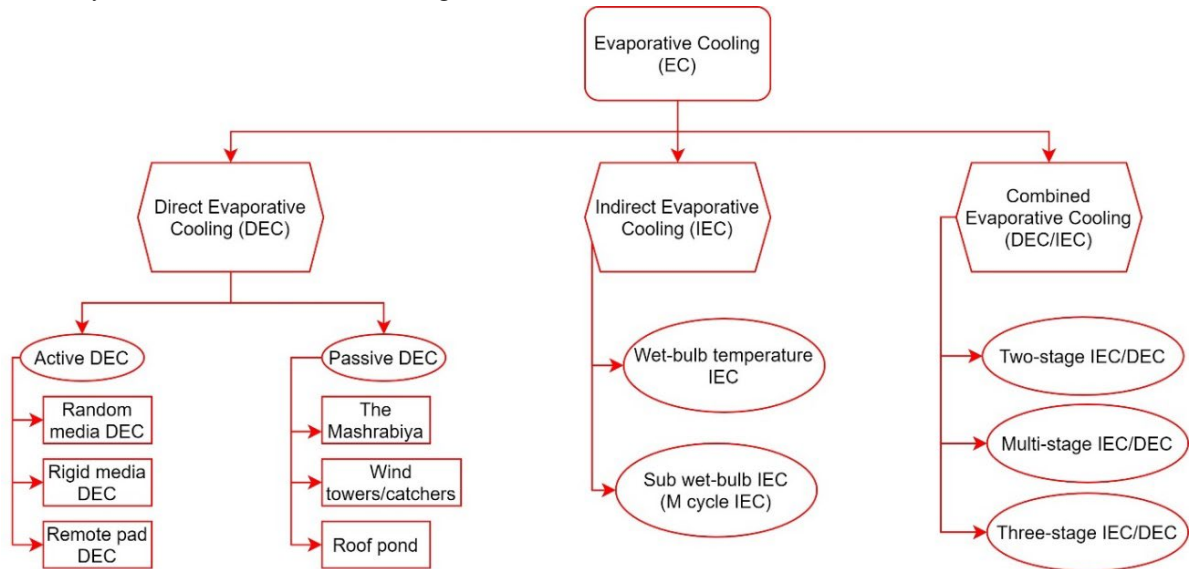 Evaporative Cooling
(EC)
Direct Evaporative
Cooling (DEC)
Indirect Evaporative
Cooling (IEC)
Combined
Evaporative Cooling
(DEC/IEC)
Active DEC
Random
media DEC
Rigid media
DEC
Remote pad
DEC
Passive DEC
The
Mashrabiya
Wind
towers/catchers
Roof pond
Wet-bulb temperature
IEC
Sub wet-bulb IEC
(M cycle IEC)
Two-stage IEC/DEC
Multi-stage IEC/DEC
Three-stage IEC/DEC